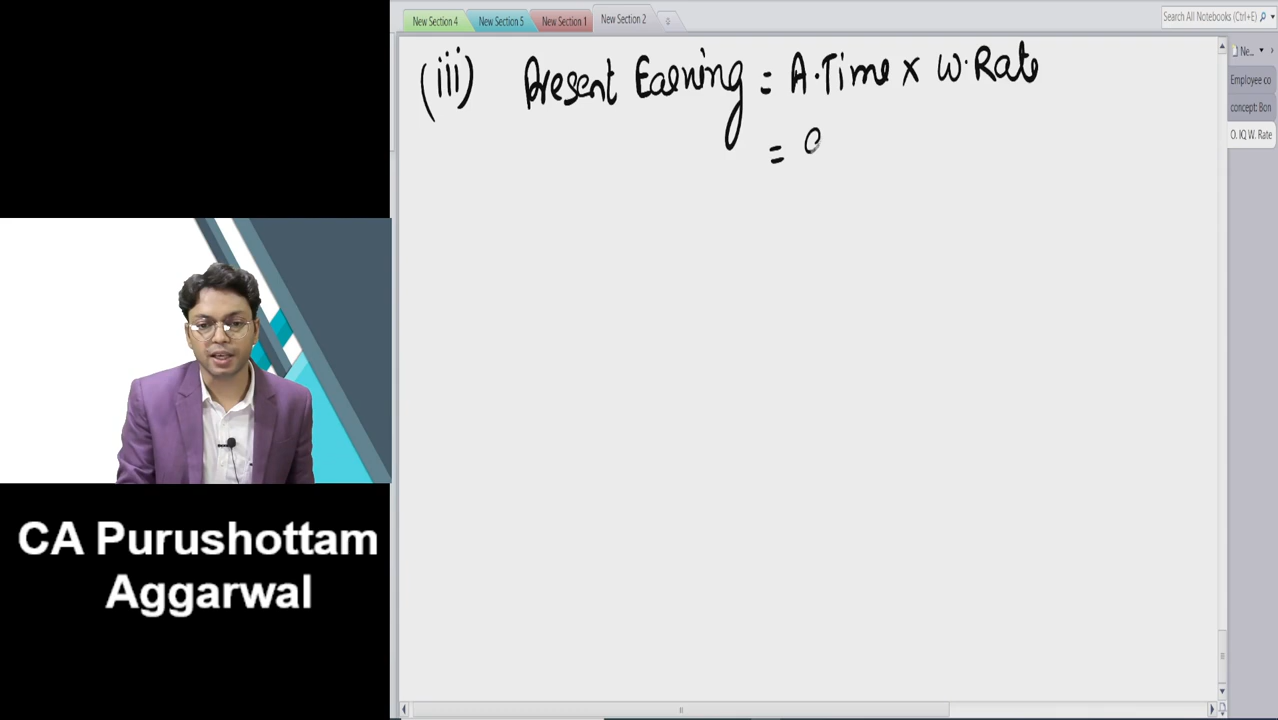 New Section 4
New Section 5
New Section 1
New Section 2
Search All Notebooks (Ctrl+E)
Ne...
Employee co
concept: Bon
O. IQ W. Rate
(iii) Present Earning = A.Time × W.Rate
=
CA Purushottam
Aggarwal